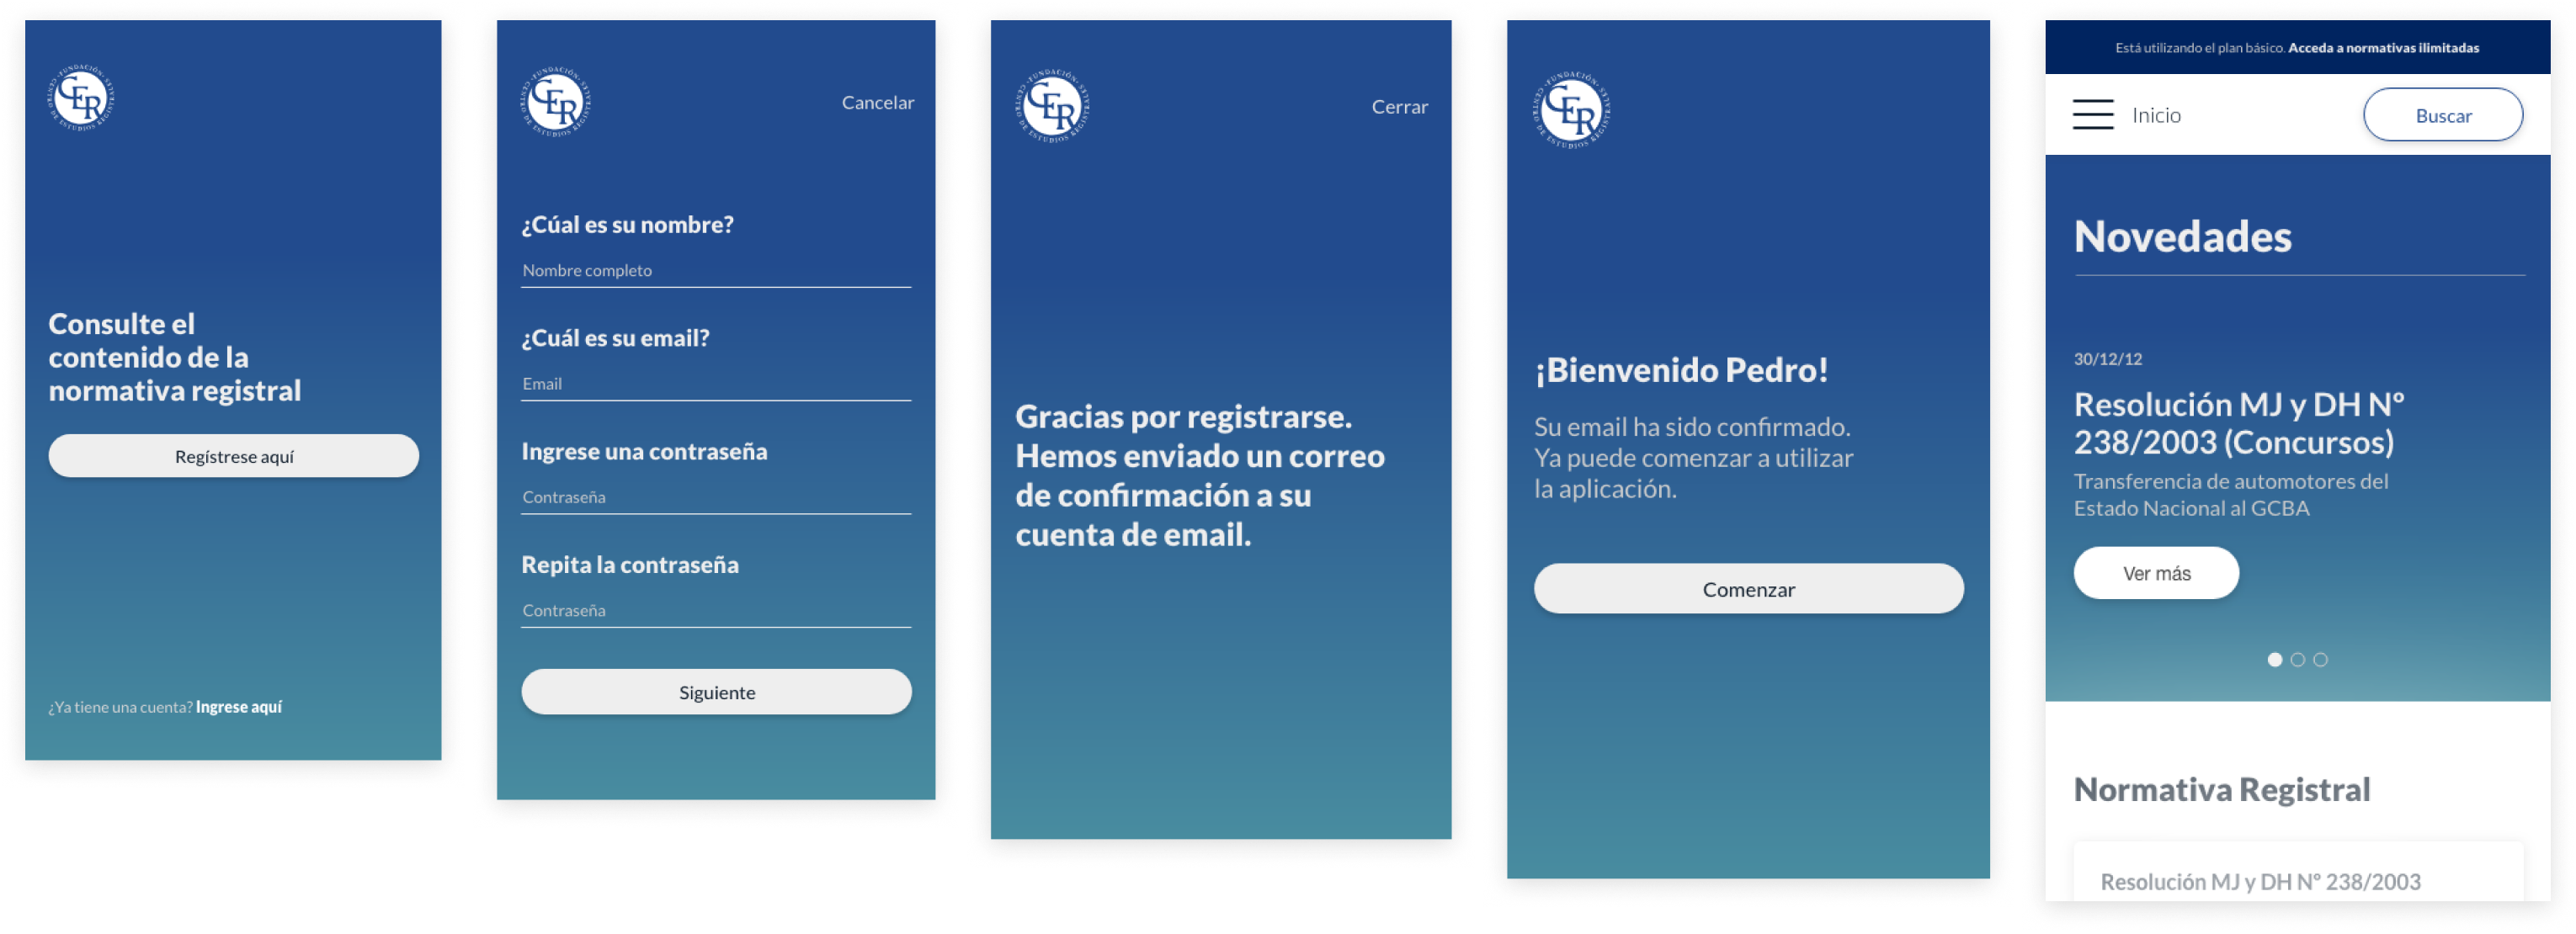 FUNDACIÓN
CENTRO DE ESTUDIOS REGISTRALES
CER
Consulte el
contenido de la
normativa registral
Regístrese aquí
¿Ya tiene una cuenta? Ingrese aquí
FUNDACIÓN
CENTRO DE ESTUDIOS REGISTRALES
CER
Cancelar
¿Cúal es su nombre?
Nombre completo
¿Cuál es su email?
Email
Ingrese una contraseña
Contraseña
Repita la contraseña
Contraseña
Siguiente
FUNDACIÓN
CENTRO DE ESTUDIOS REGISTRALES
CER
Cerrar
Gracias por registrarse.
Hemos enviado un correo
de confirmación a su
cuenta de email.
FUNDACIÓN
CENTRO DE ESTUDIOS REGISTRALES
CER
¡Bienvenido Pedro!
Su email ha sido confirmado.
Ya puede comenzar a utilizar
la aplicación.
Comenzar
Está utilizando el plan básico. Acceda a normativas ilimitadas
Inicio
Buscar
Novedades
30/12/12
Resolución MJ y DH Nº
238/2003 (Concursos)
Transferencia de automotores del
Estado Nacional al GCBA
Ver más
Normativa Registral
Resolución MJ y DH Nº 238/2003